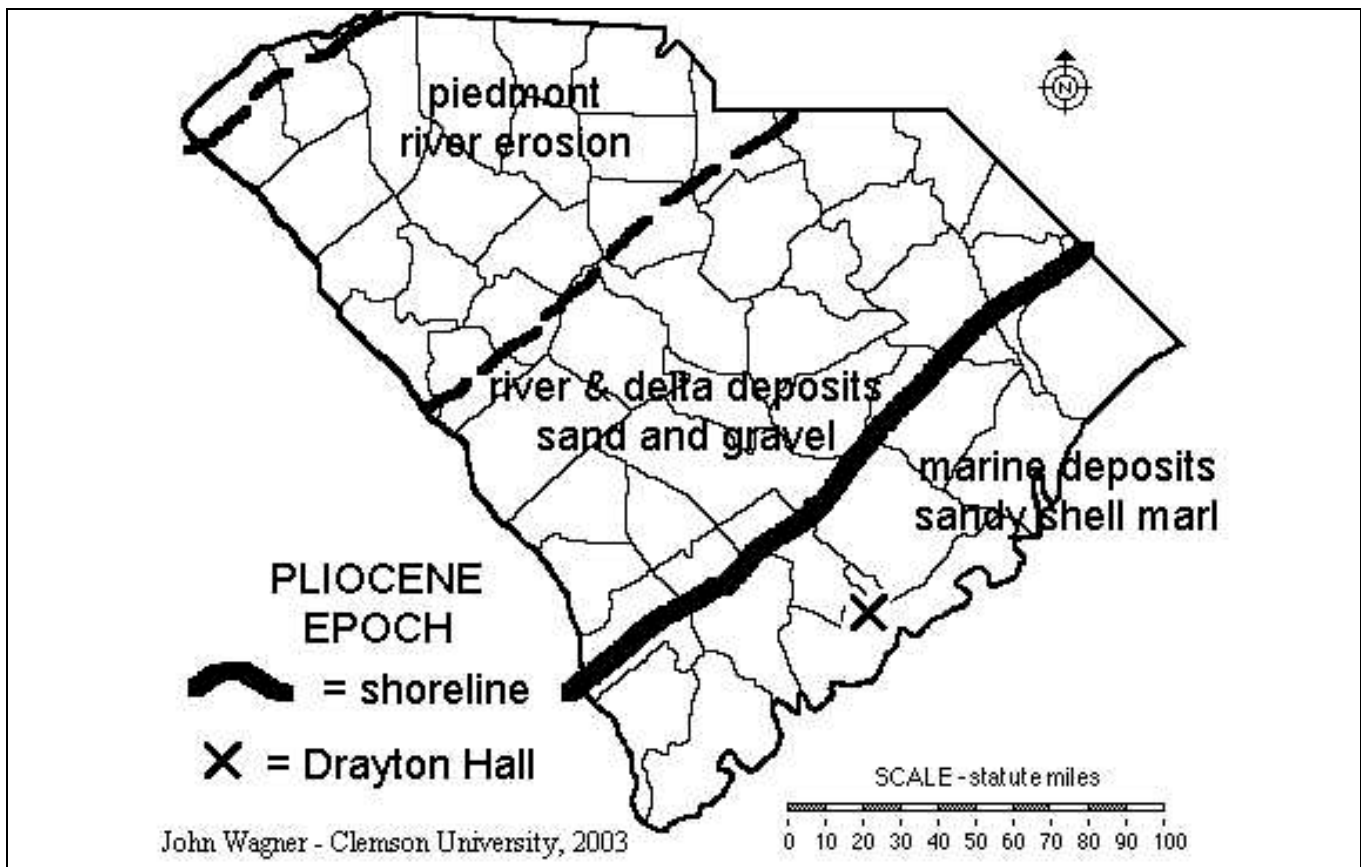 piedmont
river erosion
N
river & delta deposits
sand and gravel
marine deposits
sandy shell marl
PLIOCENE
EPOCH
= shoreline
= Drayton Hall
SCALE - statute miles
0 10 20 30 40 50 60 70 80 90 100
John Wagner - Clemson University, 2003